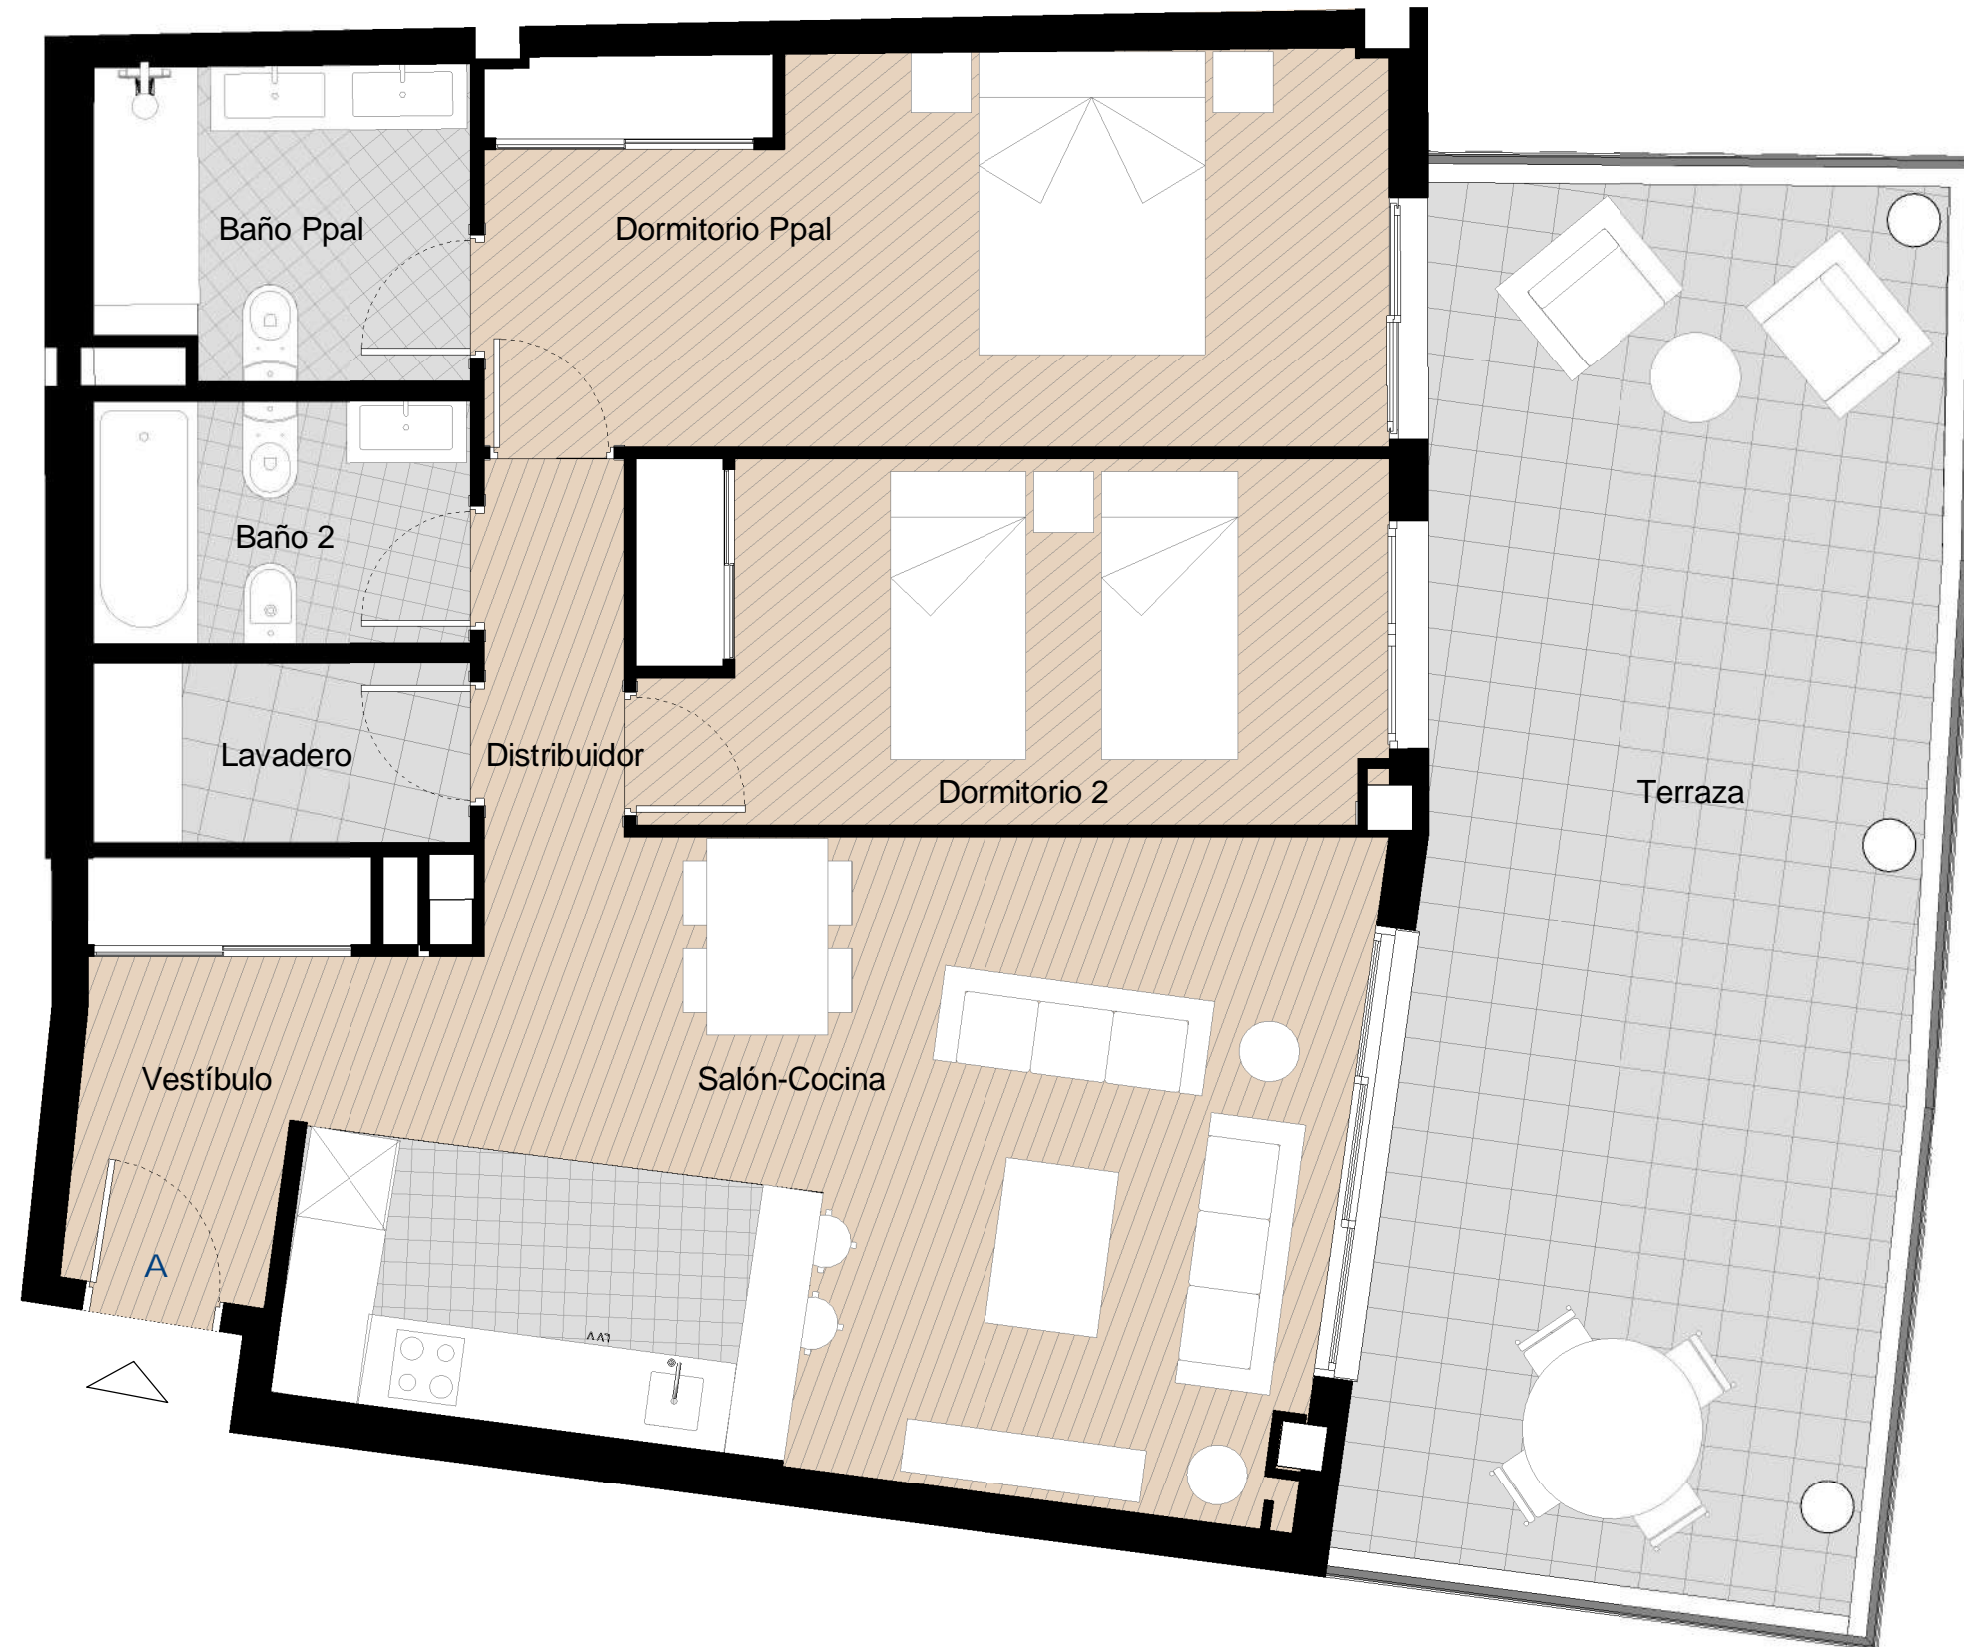 Baño Ppal
Dormitorio Ppal
Baño 2
Lavadero
Distribuidor
Dormitorio 2
Terraza
Vestíbulo
Salón-Cocina
A